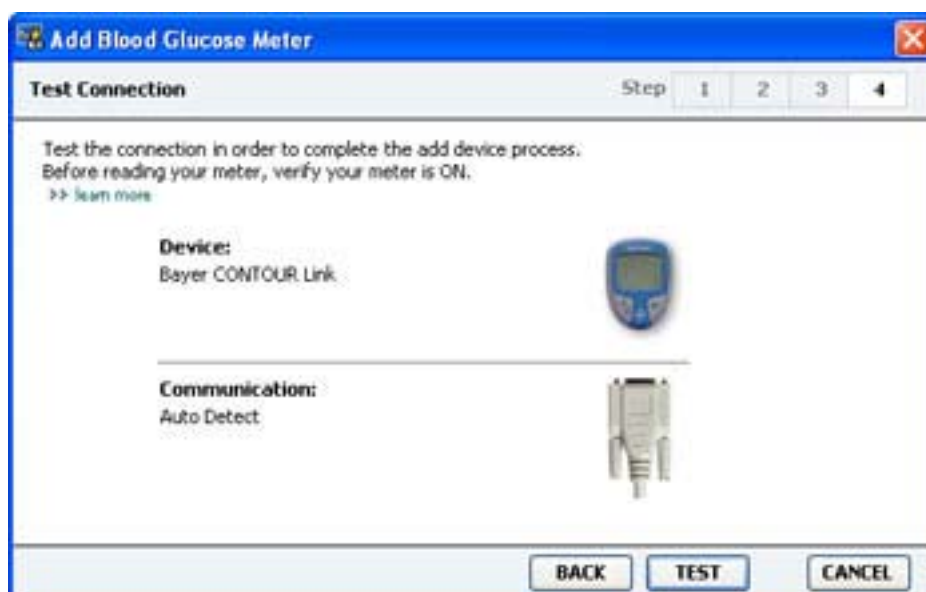 Add Blood Glucose Meter
Test Connection Step 1 2 3 4
Test the connection in order to complete the add device process.
Before reading your meter, verify your meter is ON.
>> learn more
Device:
Bayer CONTOUR Link
Communication:
Auto Detect
BACK TEST CANCEL